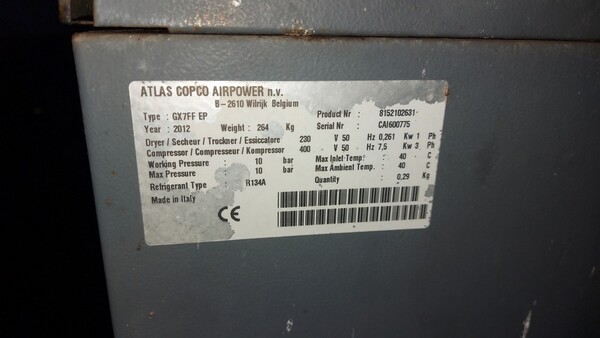 ATLAS COPCO AIRPOWER n.v.
B-2610 Wilrijk Belgium
Type : GX7FF EP Product Nr : 8152102631
Year : 2012 Weight : 264 Kg Serial Nr : CAI600775
Dryer / Secheur / Trockner / Essiccatore 230 V 50 Hz 0,261 Kw 1 Ph
Compressor / Compresseur / Kompressor 400 V 50 Hz 7,5 Kw 3 Ph
Working Pressure : 10 bar Max Inlet-Temp: : 40 C
Max Pressure : 10 bar Max Ambient Temp. : 40 C
Refrigerant Type : R134A Quantity : 0,29 Kg
Made in Italy
CE